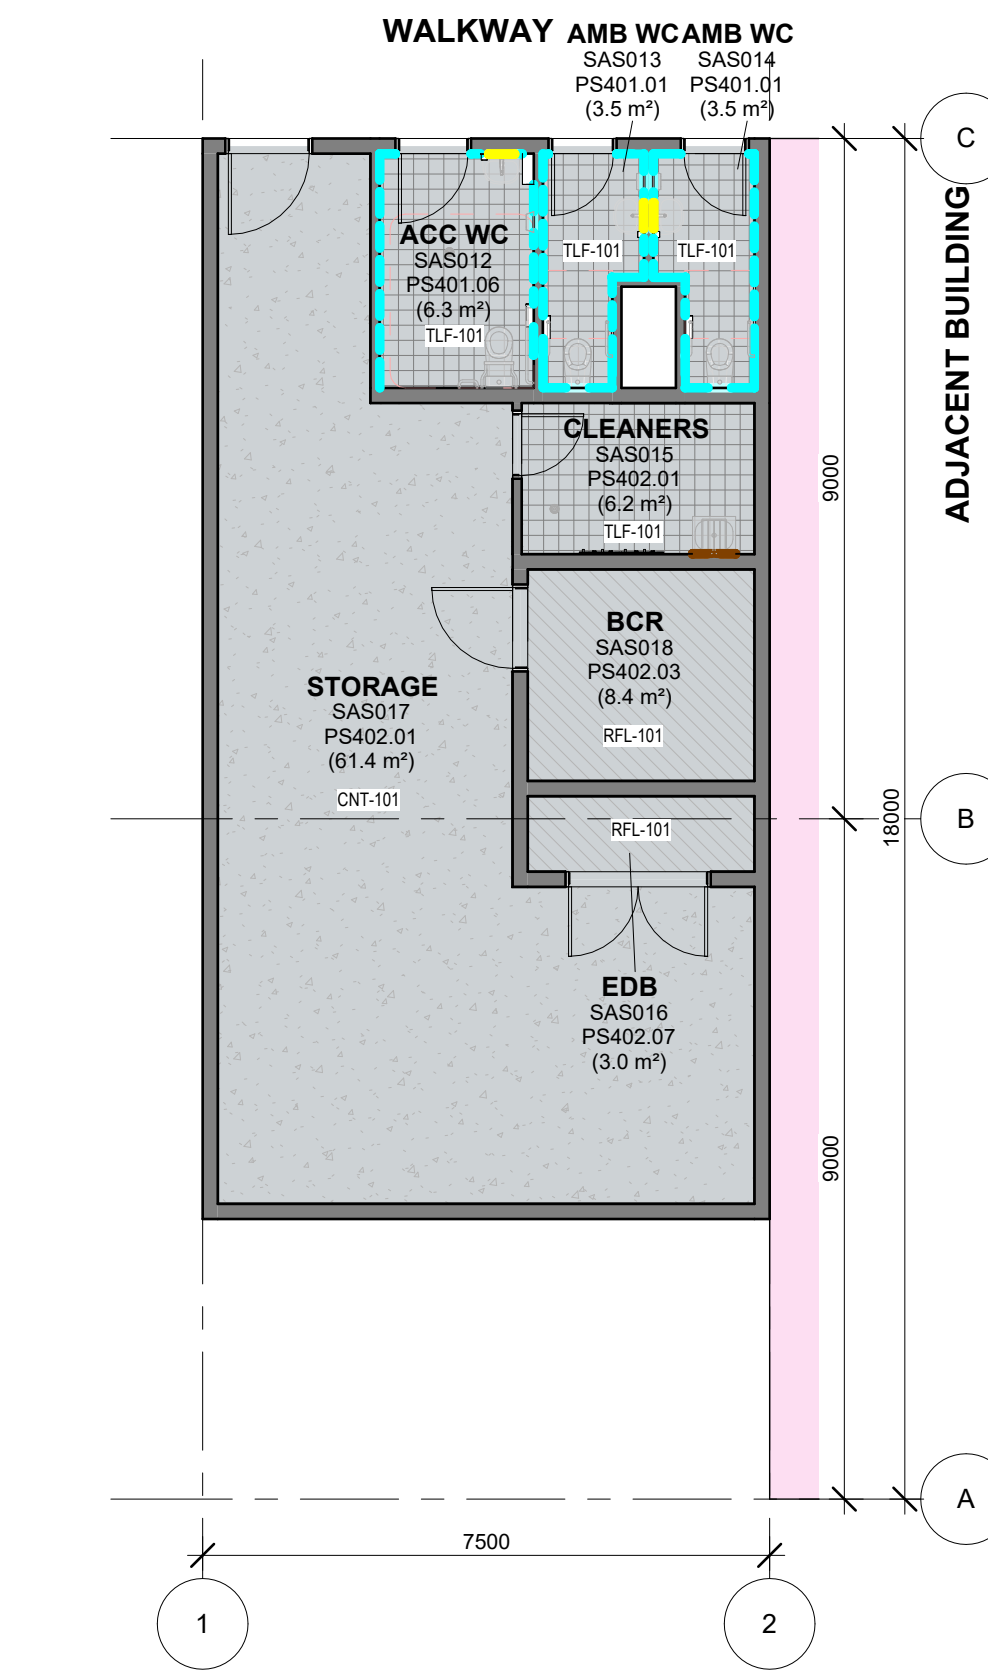 WALKWAY
AMB WC
SAS013
PS401.01
(3.5 m²)
AMB WC
SAS014
PS401.01
(3.5 m²)
C
ADJACENT BUILDING
ACC WC
SAS012
PS401.06
(6.3 m²)
TLF-101
TLF-101
TLF-101
CLEANERS
SAS015
PS402.01
(6.2 m²)
TLF-101
9000
BCR
SAS018
PS402.03
(8.4 m²)
RFL-101
STORAGE
SAS017
PS402.01
(61.4 m²)
CNT-101
RFL-101
18000
B
EDB
SAS016
PS402.07
(3.0 m²)
9000
A
7500
1
2